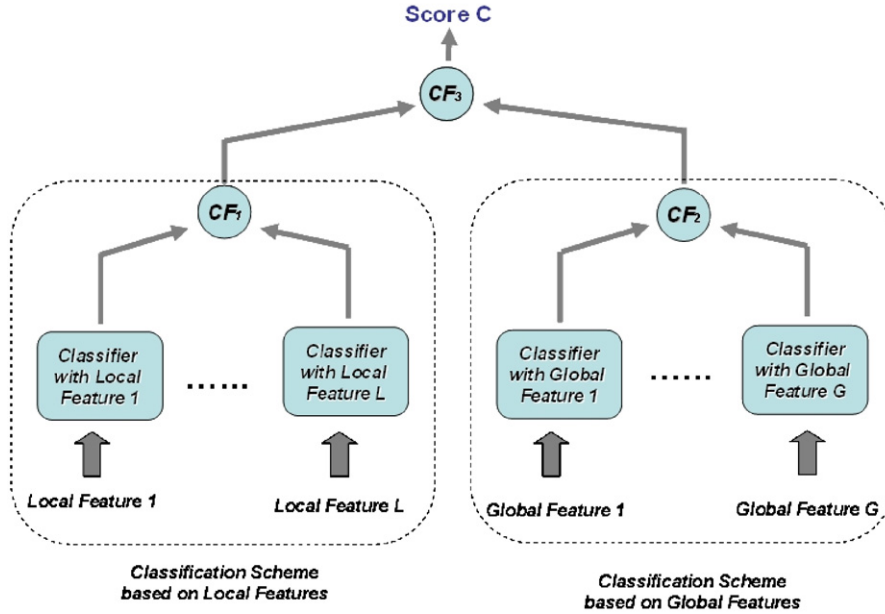 Score C
CF3
CF1
CF2
Classifier
with Local
Feature 1
......
Classifier
with Local
Feature L
Classifier
with Global
Feature 1
......
Classifier
with Global
Feature G
Local Feature 1
Local Feature L
Global Feature 1
Global Feature G
Classification Scheme
based on Local Features
Classification Scheme
based on Global Features